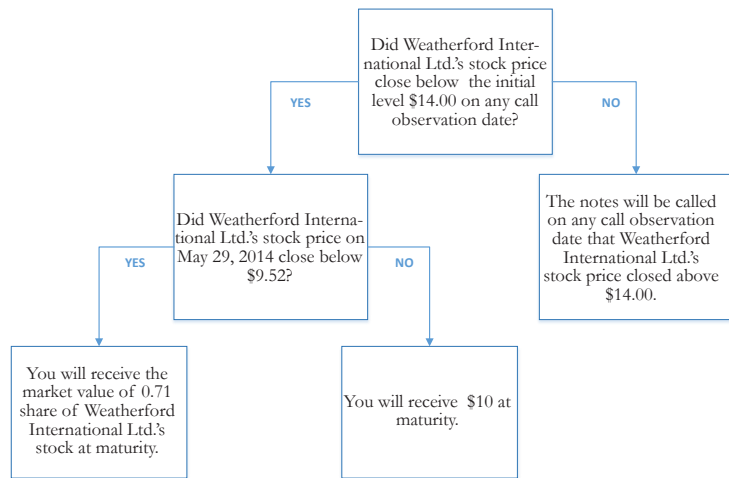 Did Weatherford Inter-
national Ltd.'s stock price
close below the initial
level $14.00 on any call
observation date?
YES
NO
Did Weatherford Interna-
tional Ltd.'s stock price on
May 29, 2014 close below
$9.52?
The notes will be called
on any call observation
date that Weatherford
International Ltd.'s
stock price closed above
$14.00.
YES
NO
You will receive the
market value of 0.71
share of Weatherford
International Ltd.'s
stock at maturity.
You will receive $10 at
maturity.